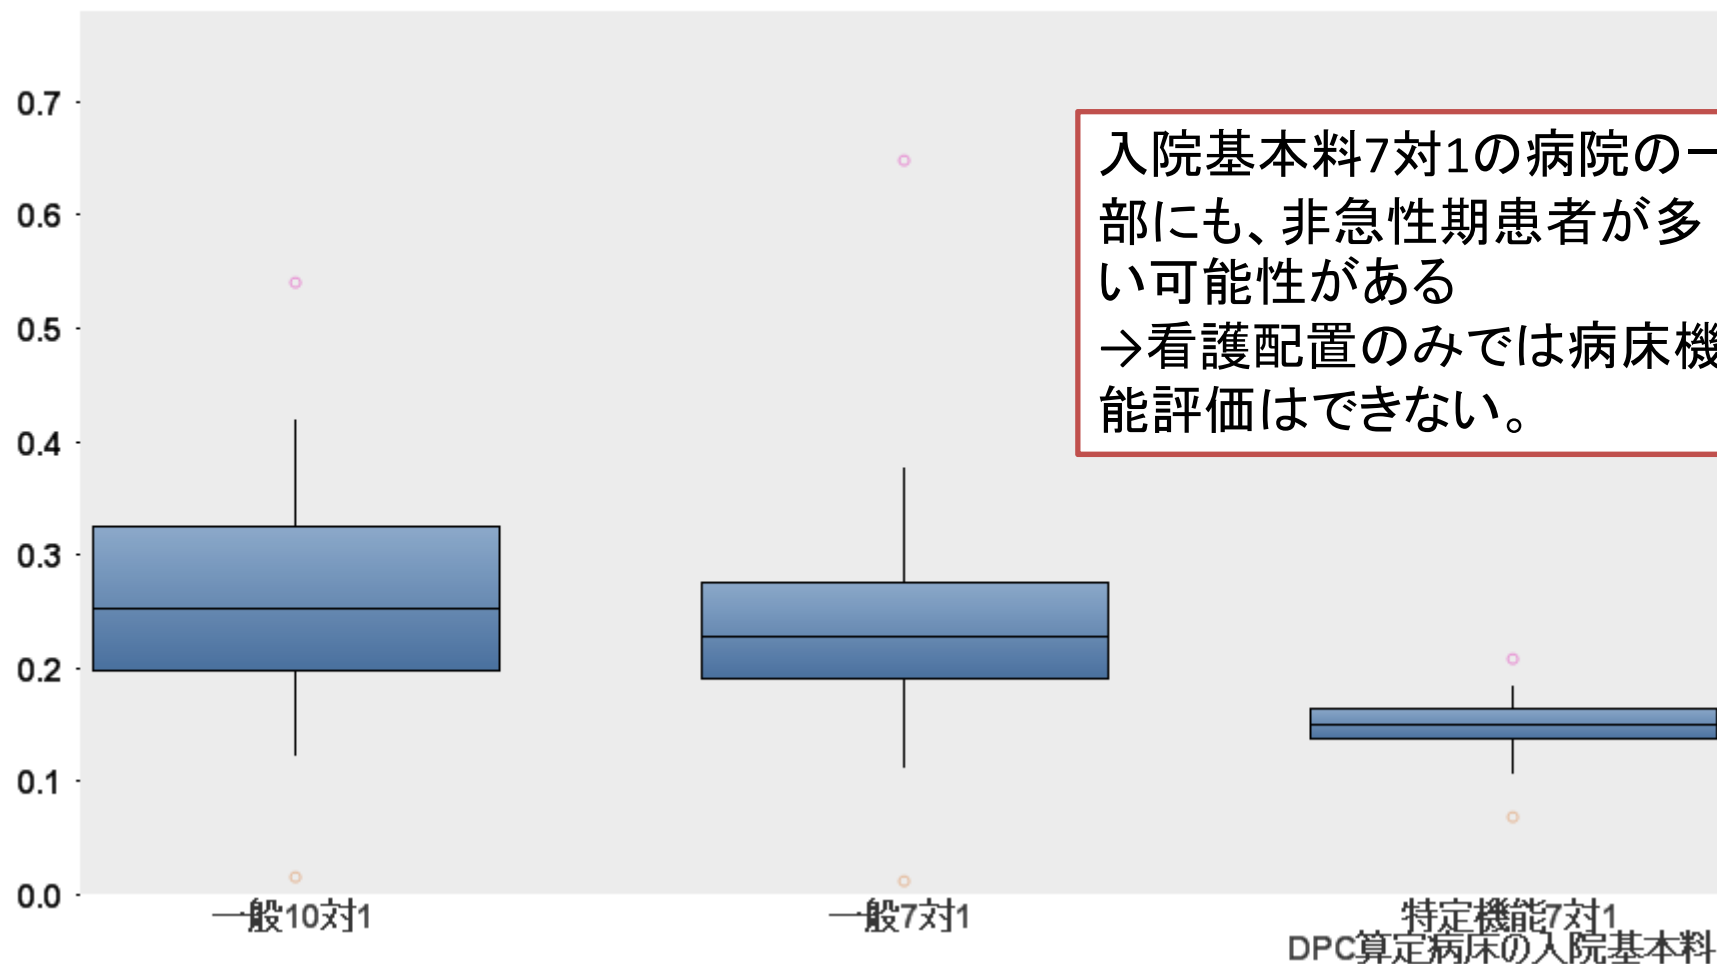 0.7
0.6
0.5
0.4
0.3
0.2
0.1
0.0
入院基本料7対1の病院の一
部にも、非急性期患者が多
い可能性がある
→看護配置のみでは病床機
能評価はできない。
一般10対1
一般7対1
特定機能7対1
DPC算定病床の入院基本料